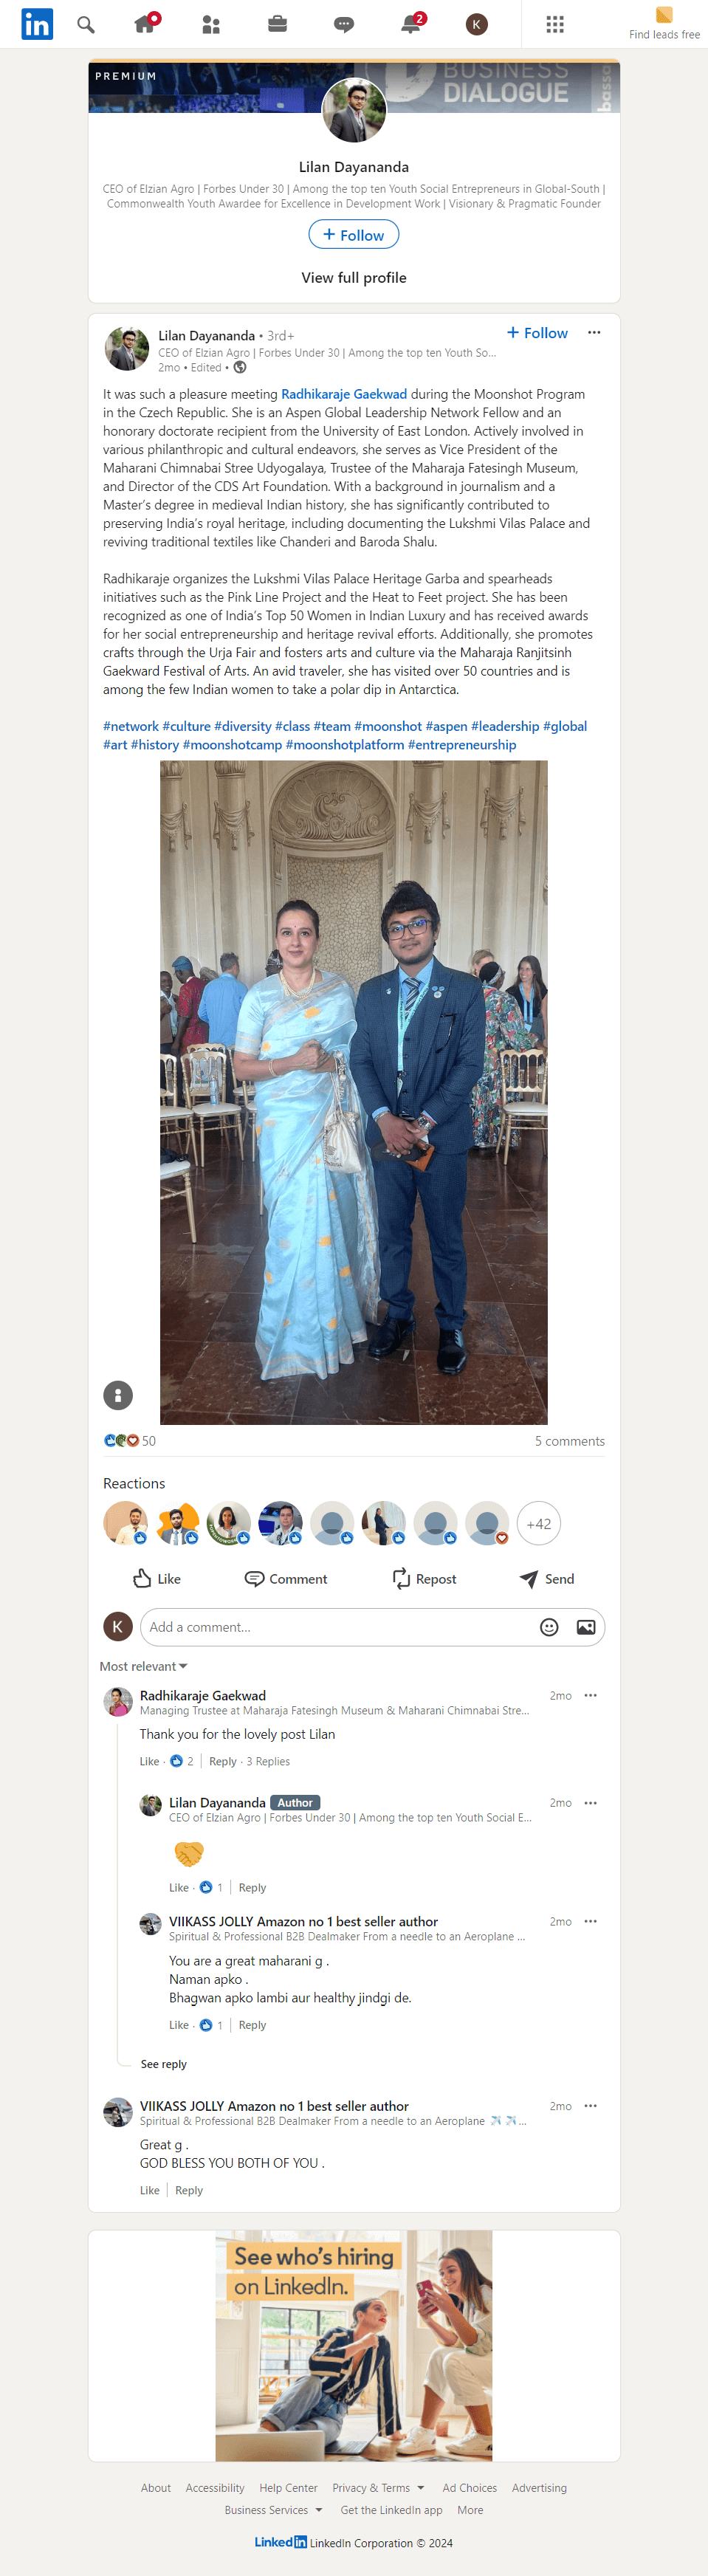 in
2
K
Find leads free
PREMIUM
BUSINESS
DIALOGUE
basso
Lilan Dayananda
CEO of Elzian Agro | Forbes Under 30 | Among the top ten Youth Social Entrepreneurs in Global-South |
Commonwealth Youth Awardee for Excellence in Development Work | Visionary & Pragmatic Founder
+ Follow
View full profile
Lilan Dayananda • 3rd+
+ Follow
CEO of Elzian Agro | Forbes Under 30 | Among the top ten Youth So...
2mo • Edited •
It was such a pleasure meeting Radhikaraje Gaekwad during the Moonshot Program
in the Czech Republic. She is an Aspen Global Leadership Network Fellow and an
honorary doctorate recipient from the University of East London. Actively involved in
various philanthropic and cultural endeavors, she serves as Vice President of the
Maharani Chimnabai Stree Udyogalaya, Trustee of the Maharaja Fatesingh Museum,
and Director of the CDS Art Foundation. With a background in journalism and a
Master's degree in medieval Indian history, she has significantly contributed to
preserving India's royal heritage, including documenting the Lukshmi Vilas Palace and
reviving traditional textiles like Chanderi and Baroda Shalu.
Radhikaraje organizes the Lukshmi Vilas Palace Heritage Garba and spearheads
initiatives such as the Pink Line Project and the Heat to Feet project. She has been
recognized as one of India's Top 50 Women in Indian Luxury and has received awards
for her social entrepreneurship and heritage revival efforts. Additionally, she promotes
crafts through the Urja Fair and fosters arts and culture via the Maharaja Ranjitsinh
Gaekward Festival of Arts. An avid traveler, she has visited over 50 countries and is
among the few Indian women to take a polar dip in Antarctica.
#network #culture #diversity #class #team #moonshot #aspen #leadership #global
#art #history #moonshotcamp #moonshotplatform #entrepreneurship
50
5 comments
Reactions
+42
Like
Comment
Repost
Send
K
Add a comment...
Most relevant
Radhikaraje Gaekwad
2mo
Managing Trustee at Maharaja Fatesingh Museum & Maharani Chimnabai Stre...
Thank you for the lovely post Lilan
Like · 2 | Reply · 3 Replies
Lilan Dayananda Author
2mo
CEO of Elzian Agro | Forbes Under 30 | Among the top ten Youth Social E...
Like · 1 | Reply
VIIKASS JOLLY Amazon no 1 best seller author
2mo
Spiritual & Professional B2B Dealmaker From a needle to an Aeroplane ...
You are a great maharani g .
Naman apko .
Bhagwan apko lambi aur healthy jindgi de.
Like · 1 | Reply
See reply
VIIKASS JOLLY Amazon no 1 best seller author
2mo
Spiritual & Professional B2B Dealmaker From a needle to an Aeroplane ✈️ ✈️ ...
Great g .
GOD BLESS YOU BOTH OF YOU .
Like | Reply
See who's hiring
on LinkedIn.
About Accessibility Help Center Privacy & Terms Ad Choices Advertising
Business Services Get the LinkedIn app More
LinkedIn LinkedIn Corporation © 2024